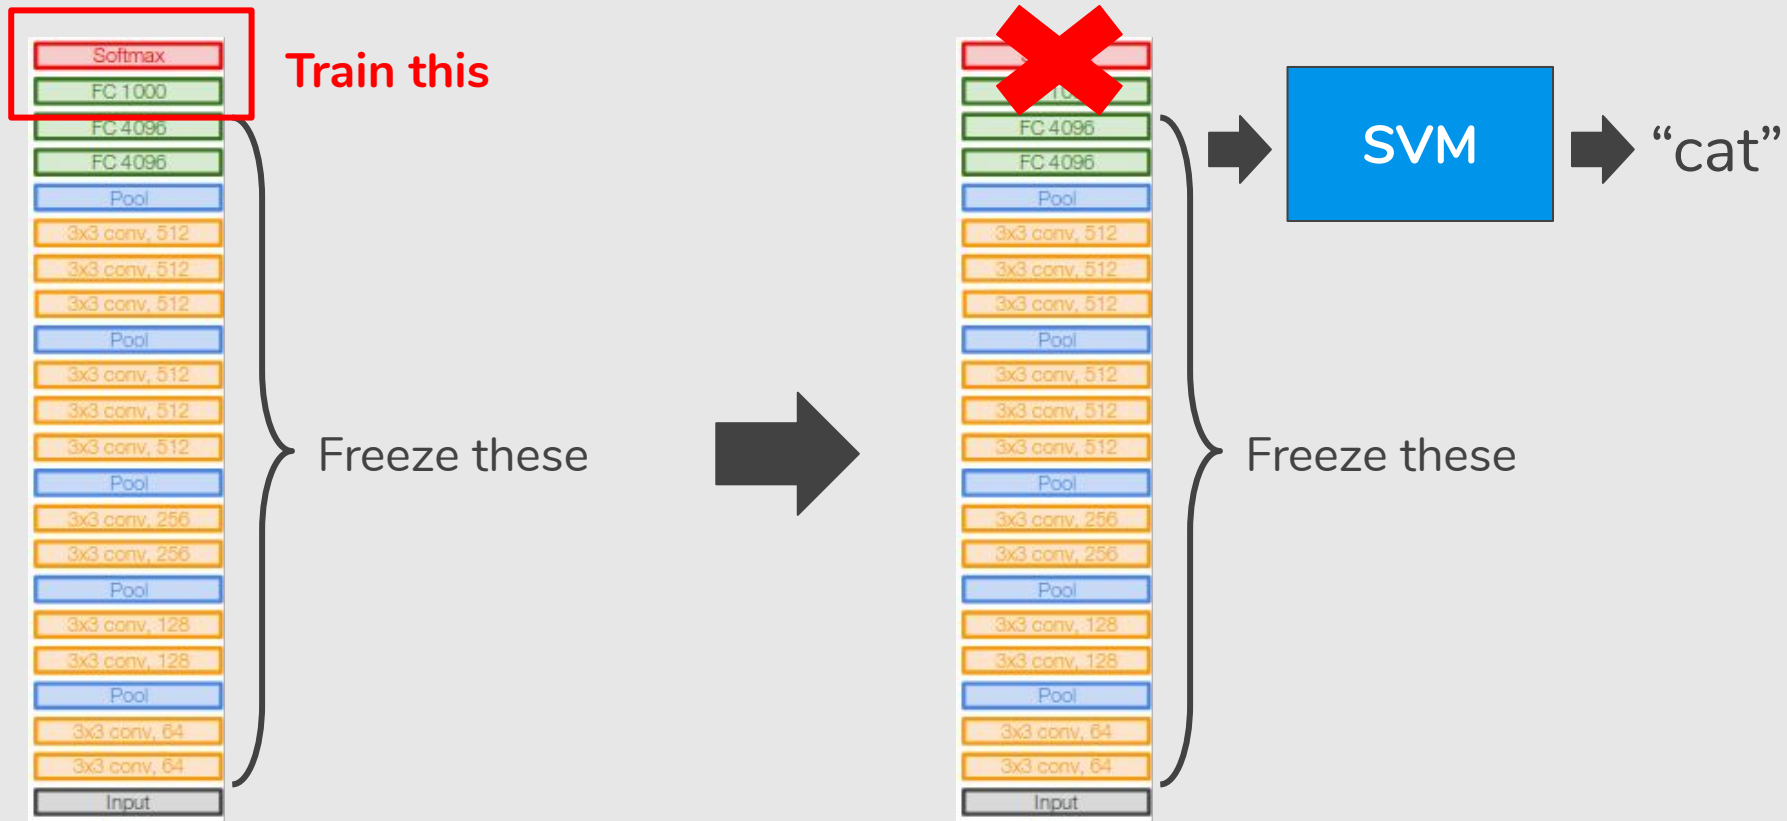 Softmax
FC 1000
FC 4096
FC 4096
Pool
3x3 conv, 512
3x3 conv, 512
3x3 conv, 512
Pool
3x3 conv, 512
3x3 conv, 512
3x3 conv, 512
Pool
3x3 conv, 256
3x3 conv, 256
Pool
3x3 conv, 128
3x3 conv, 128
Pool
3x3 conv, 64
3x3 conv, 64
Input
Train this
Freeze these
FC 4096
FC 4096
Pool
3x3 conv, 512
3x3 conv, 512
3x3 conv, 512
Pool
3x3 conv, 512
3x3 conv, 512
3x3 conv, 512
Pool
3x3 conv, 256
3x3 conv, 256
Pool
3x3 conv, 128
3x3 conv, 128
Pool
3x3 conv, 64
3x3 conv, 64
Input
Freeze these
SVM
“cat”